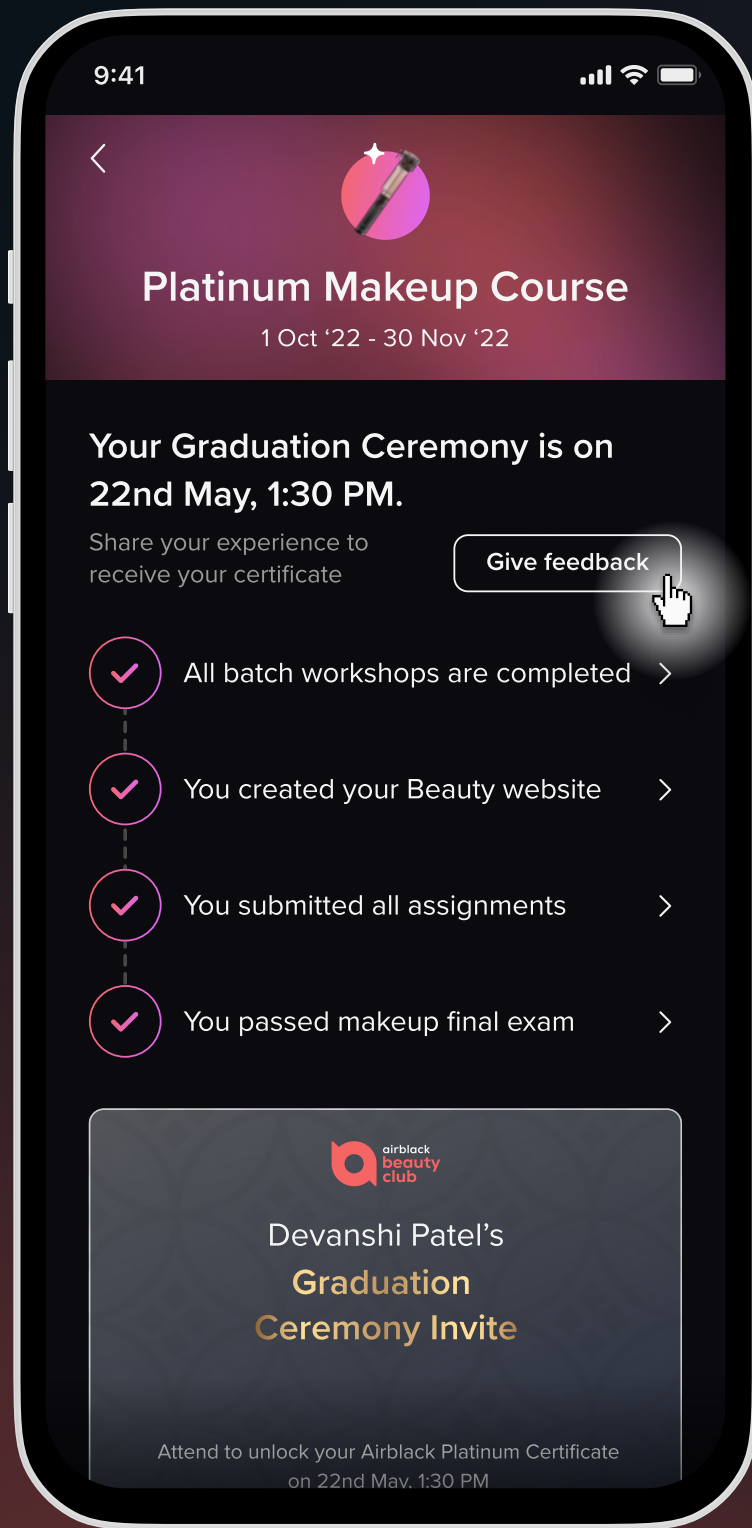 9:41
Platinum Makeup Course
1 Oct ‘22 - 30 Nov ‘22
Your Graduation Ceremony is on
22nd May, 1:30 PM.
Share your experience to
receive your certificate
Give feedback
All batch workshops are completed
You created your Beauty website
You submitted all assignments
You passed makeup final exam
airblack
beauty
club
Devanshi Patel’s
Graduation
Ceremony Invite
Attend to unlock your Airblack Platinum Certificate
on 22nd May, 1:30 PM